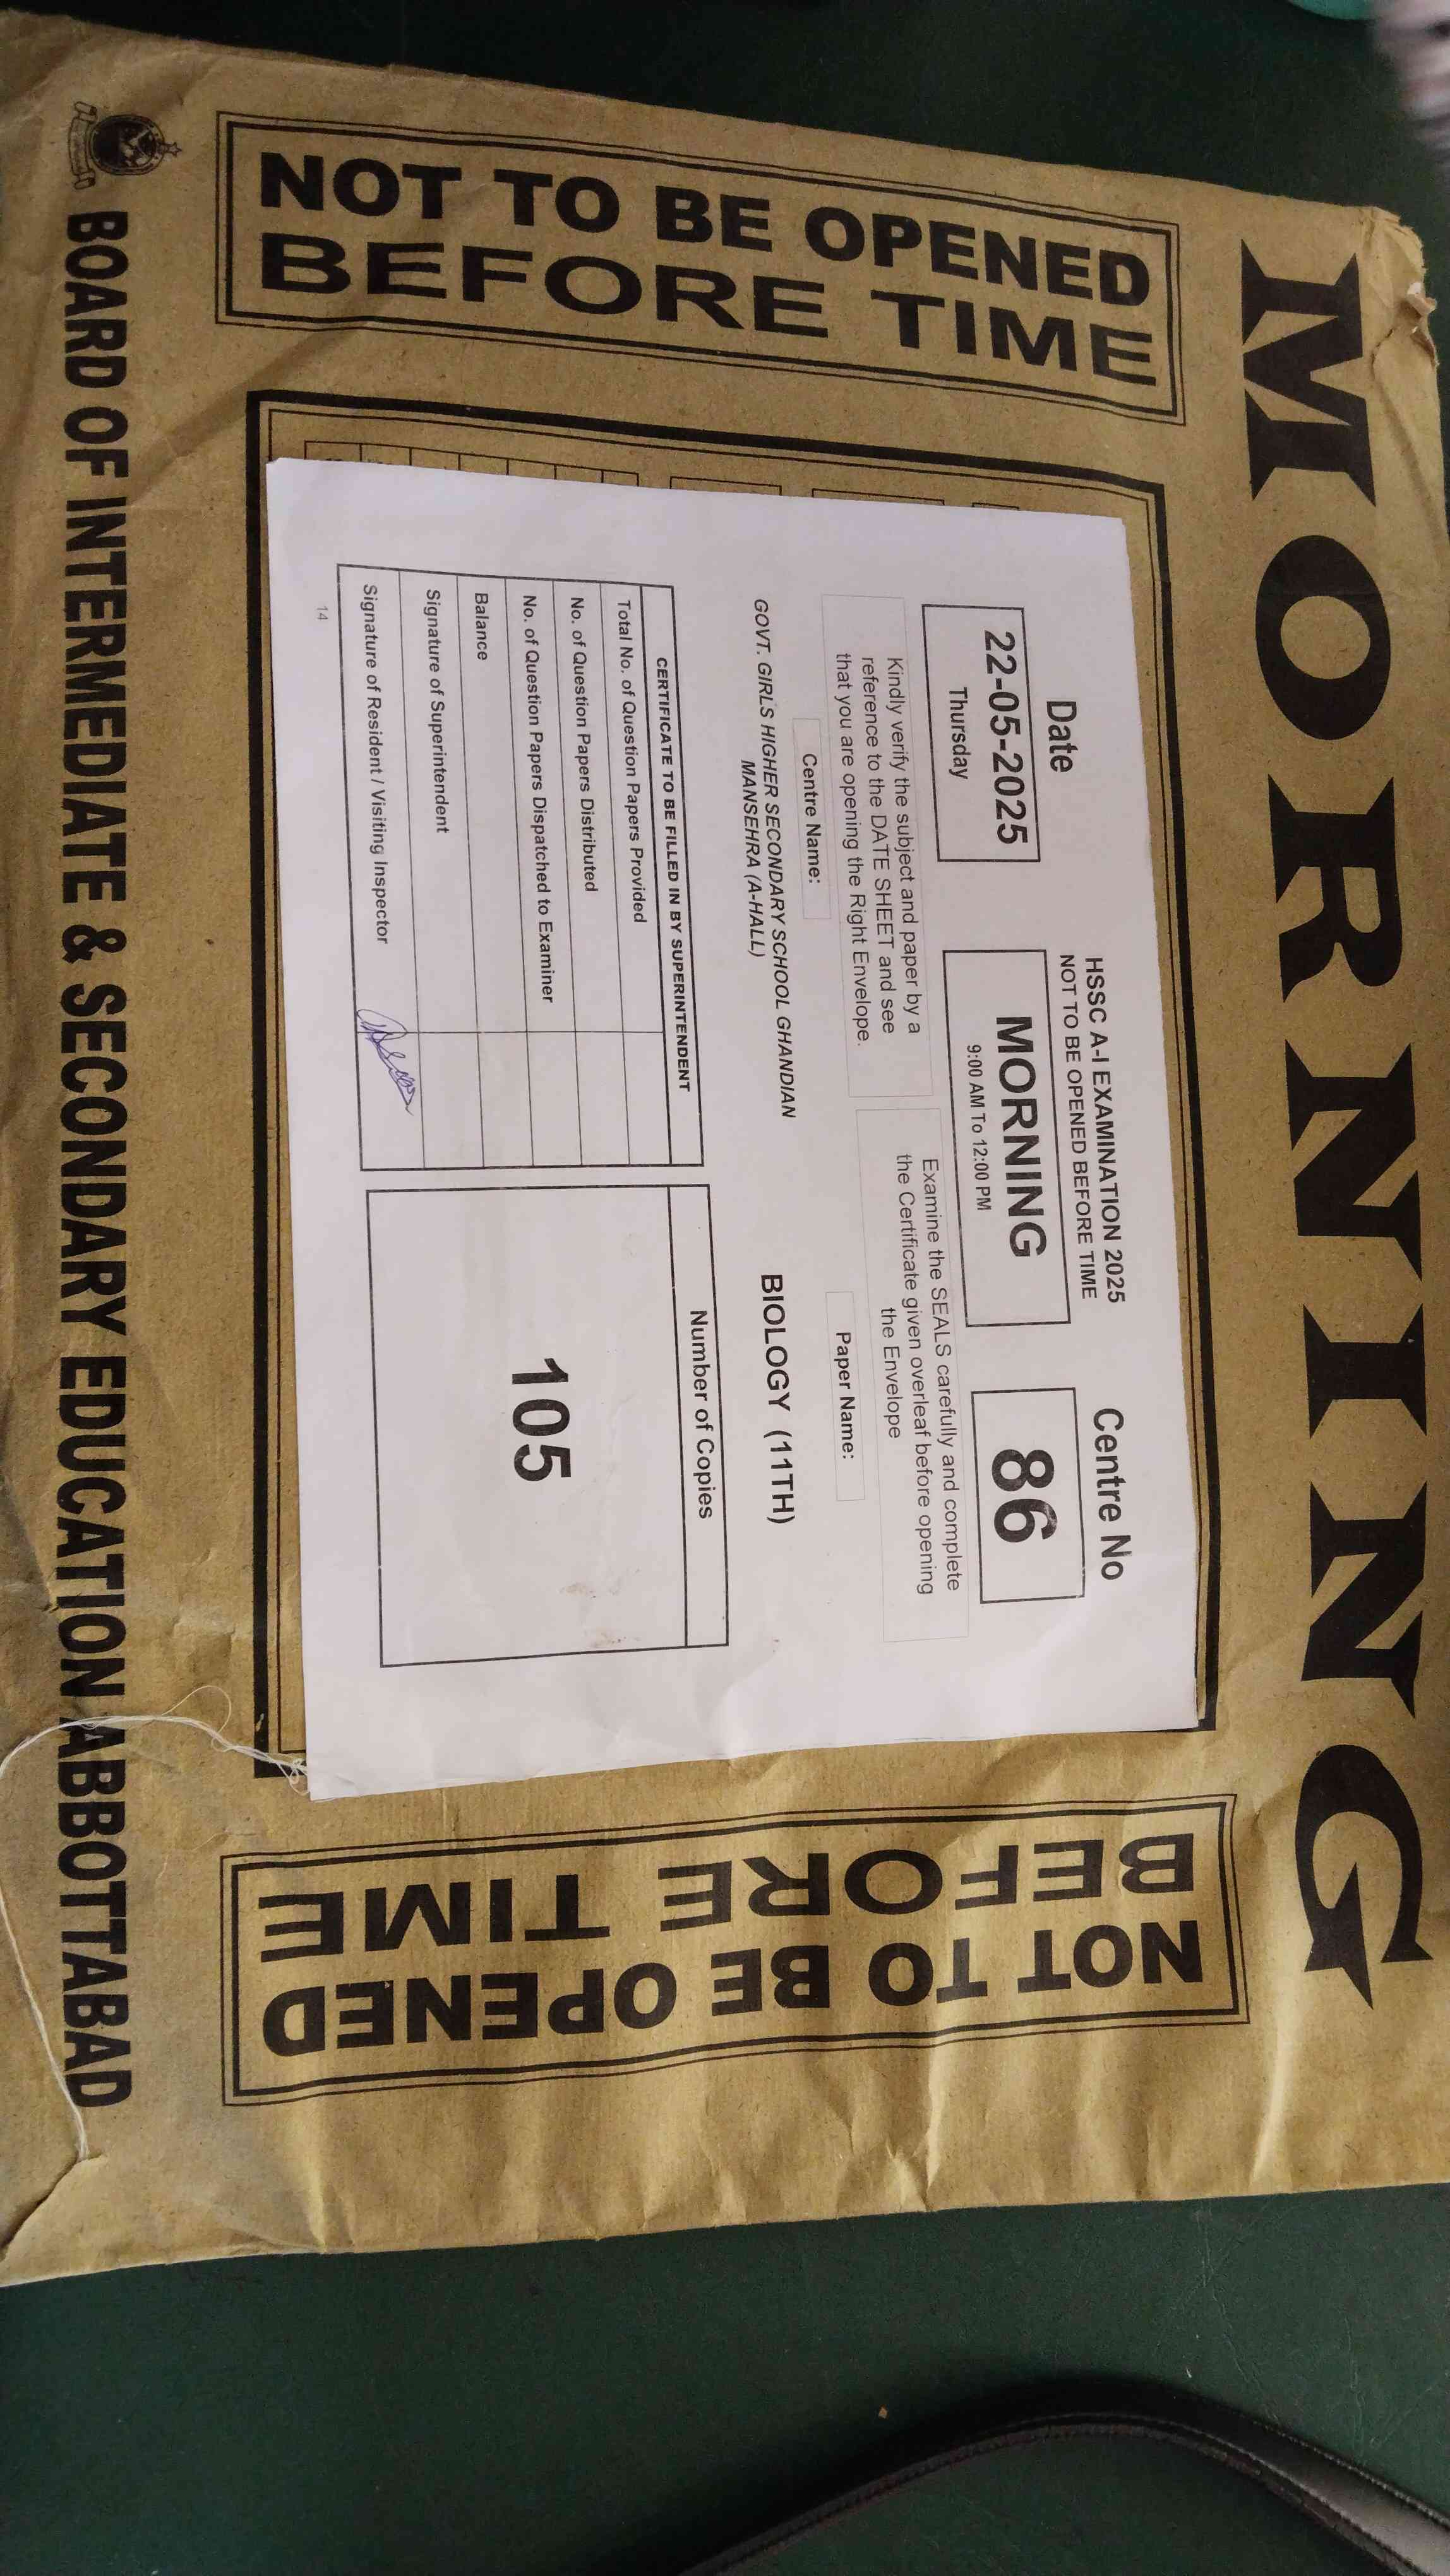 MORNING
NOT TO BE OPENED
BEFORE TIME
Date
22-05-2025
Thursday
HSSC A-I EXAMINATION 2025
NOT TO BE OPENED BEFORE TIME
MORNING
9:00 AM To 12:00 PM
Centre No
86
Kindly verify the subject and paper by a
reference to the DATE SHEET and see
that you are opening the Right Envelope.
Examine the SEALS carefully and complete
the Certificate given overleaf before opening
the Envelope
Centre Name:
GOVT. GIRLS HIGHER SECONDARY SCHOOL GHANDIAN
MANSEHRA (A-HALL)
Paper Name:
BIOLOGY (11TH)
CERTIFICATE TO BE FILLED IN BY SUPERINTENDENT
Total No. of Question Papers Provided
No. of Question Papers Distributed
No. of Question Papers Dispatched to Examiner
Balance
Signature of Superintendent
Signature of Resident / Visiting Inspector
14
Number of Copies
105
NOT TO BE OPENED
BEFORE TIME
BOARD OF INTERMEDIATE & SECONDARY EDUCATION ABBOTTABAD